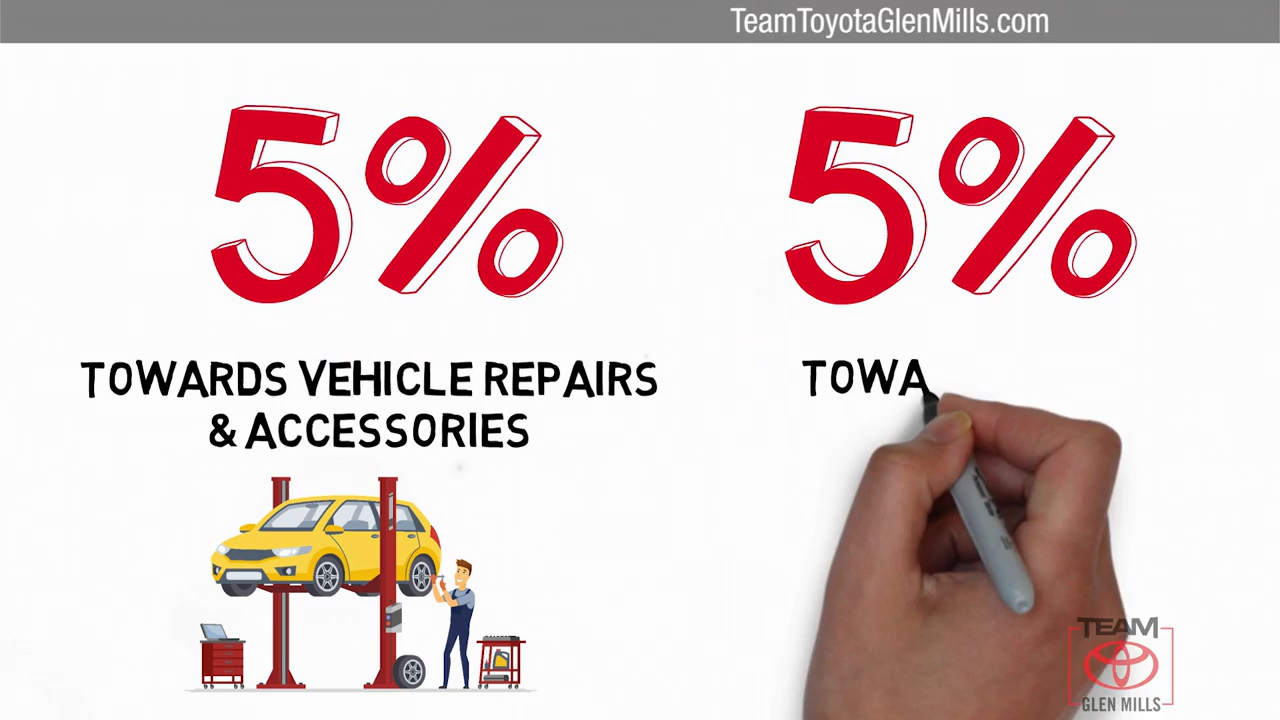 TeamToyotaGlenMills.com
5%
5%
TOWARDS VEHICLE REPAIRS
& ACCESSORIES
TOWA
TEAM
GLEN MILLS